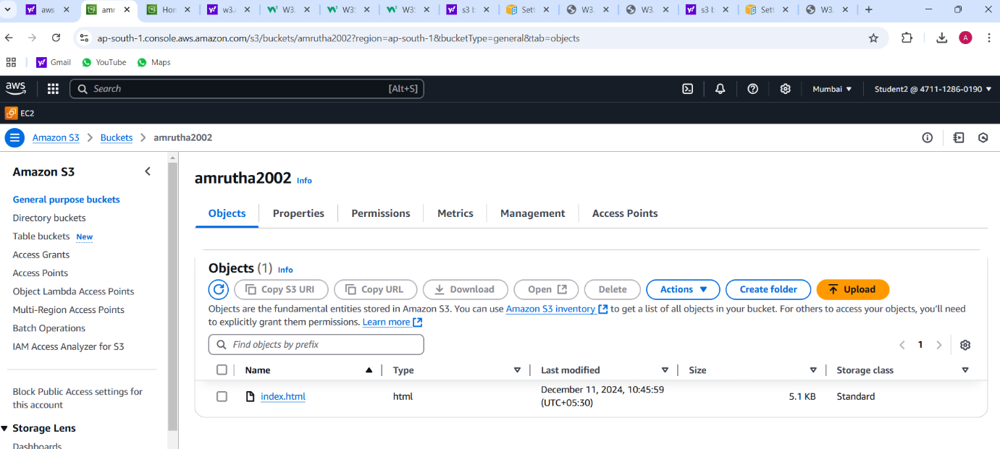 aws
amr
Hor
w3.
W3.
W3
W3
s3 b
Sett
W3.
W3.
s3 b
Sett
W3.
ap-south-1.console.aws.amazon.com/s3/buckets/amrutha2002?region=ap-south-1&bucketType=general&tab=objects
A
Gmail YouTube Maps
aws Search [Alt+S] Mumbai Student2 @ 4711-1286-0190
EC2
Amazon S3 > Buckets > amrutha2002
Amazon S3
General purpose buckets
Directory buckets
Table buckets New
Access Grants
Access Points
Object Lambda Access Points
Multi-Region Access Points
Batch Operations
IAM Access Analyzer for S3
Block Public Access settings for
this account
Storage Lens
Dashboards
amrutha2002 Info
Objects Properties Permissions Metrics Management Access Points
Objects (1) Info
Copy S3 URI Copy URL Download Open Delete Actions Create folder Upload
Objects are the fundamental entities stored in Amazon S3. You can use Amazon S3 inventory to get a list of all objects in your bucket. For others to access your objects, you'll need
to explicitly grant them permissions. Learn more
Find objects by prefix 1
Name Type Last modified Size Storage class
index.html html December 11, 2024, 10:45:59 5.1 KB Standard
(UTC+05:30)